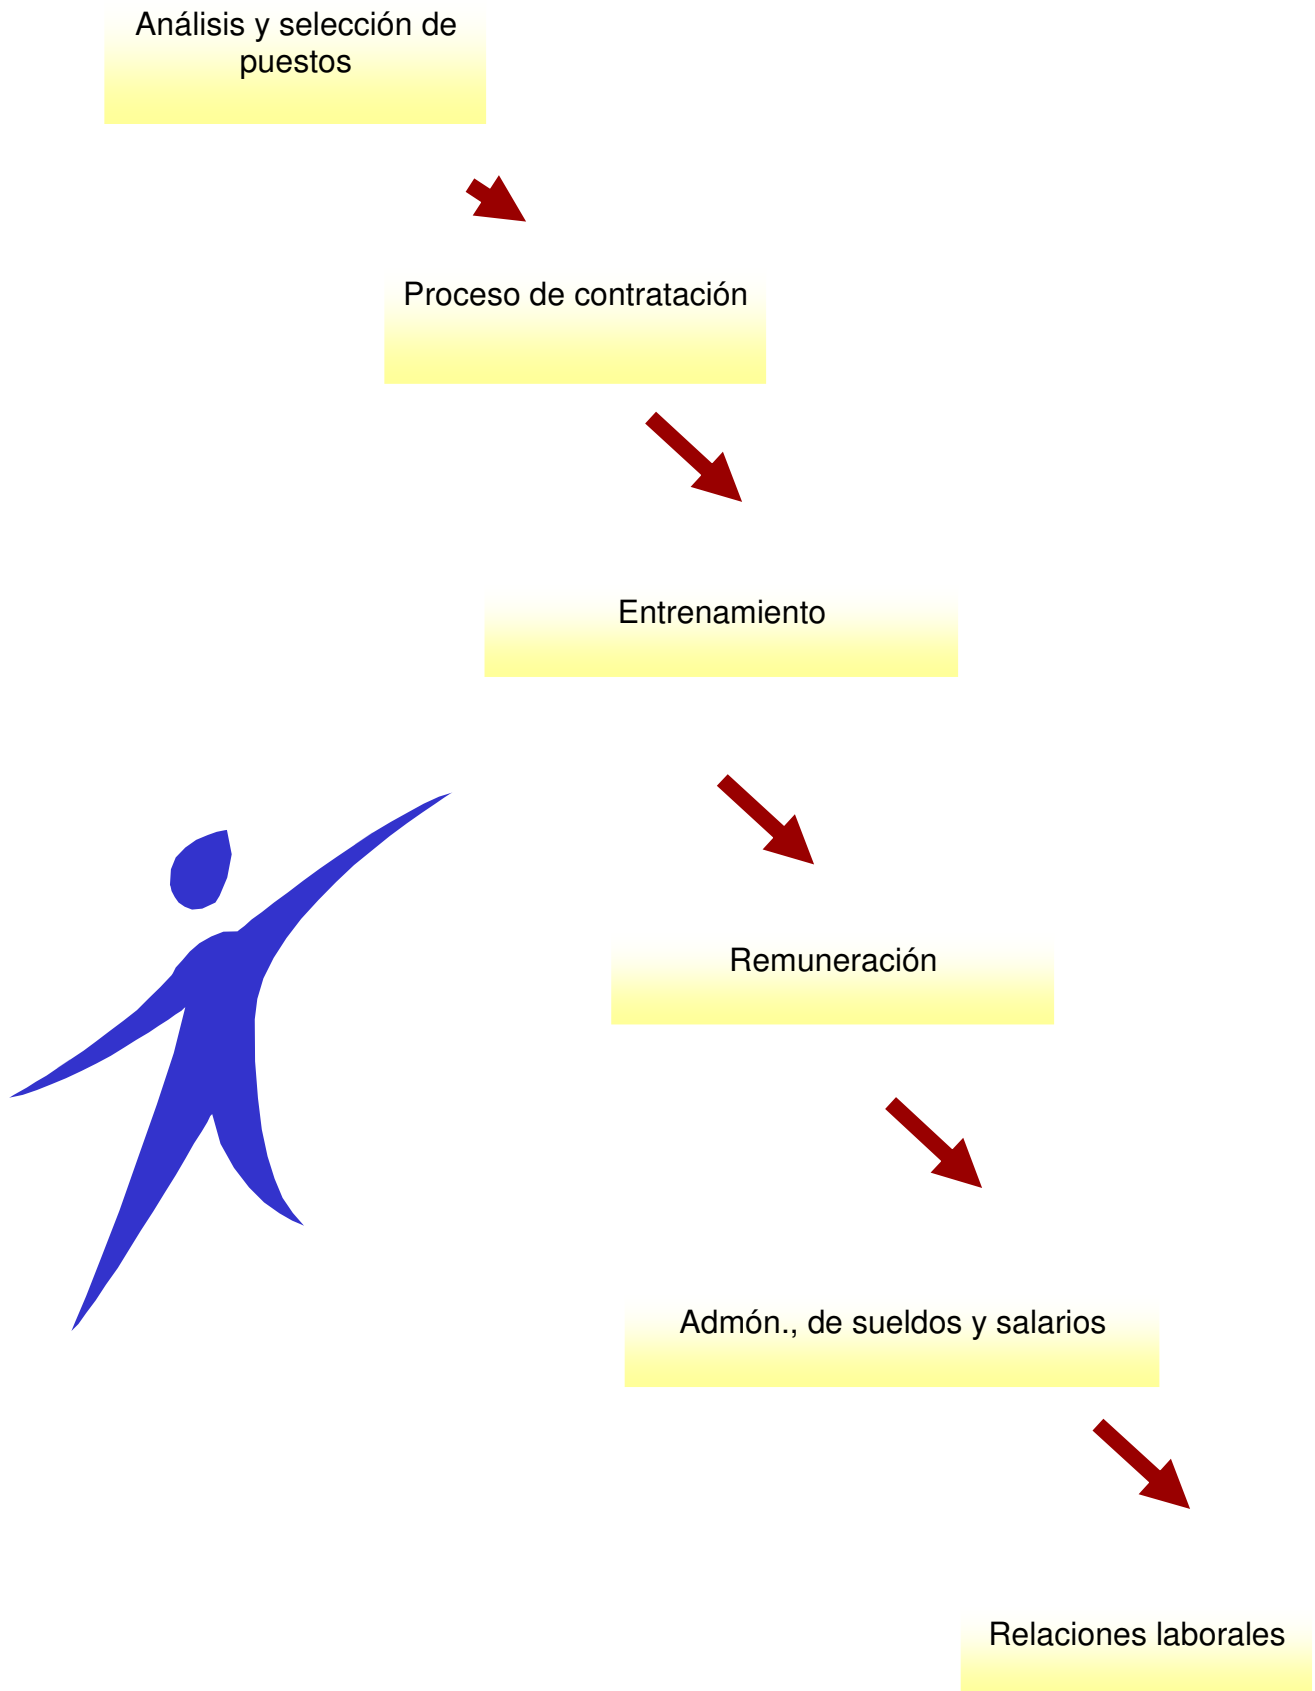 Análisis y selección de
puestos
Proceso de contratación
Entrenamiento
Remuneración
Admón., de sueldos y salarios
Relaciones laborales